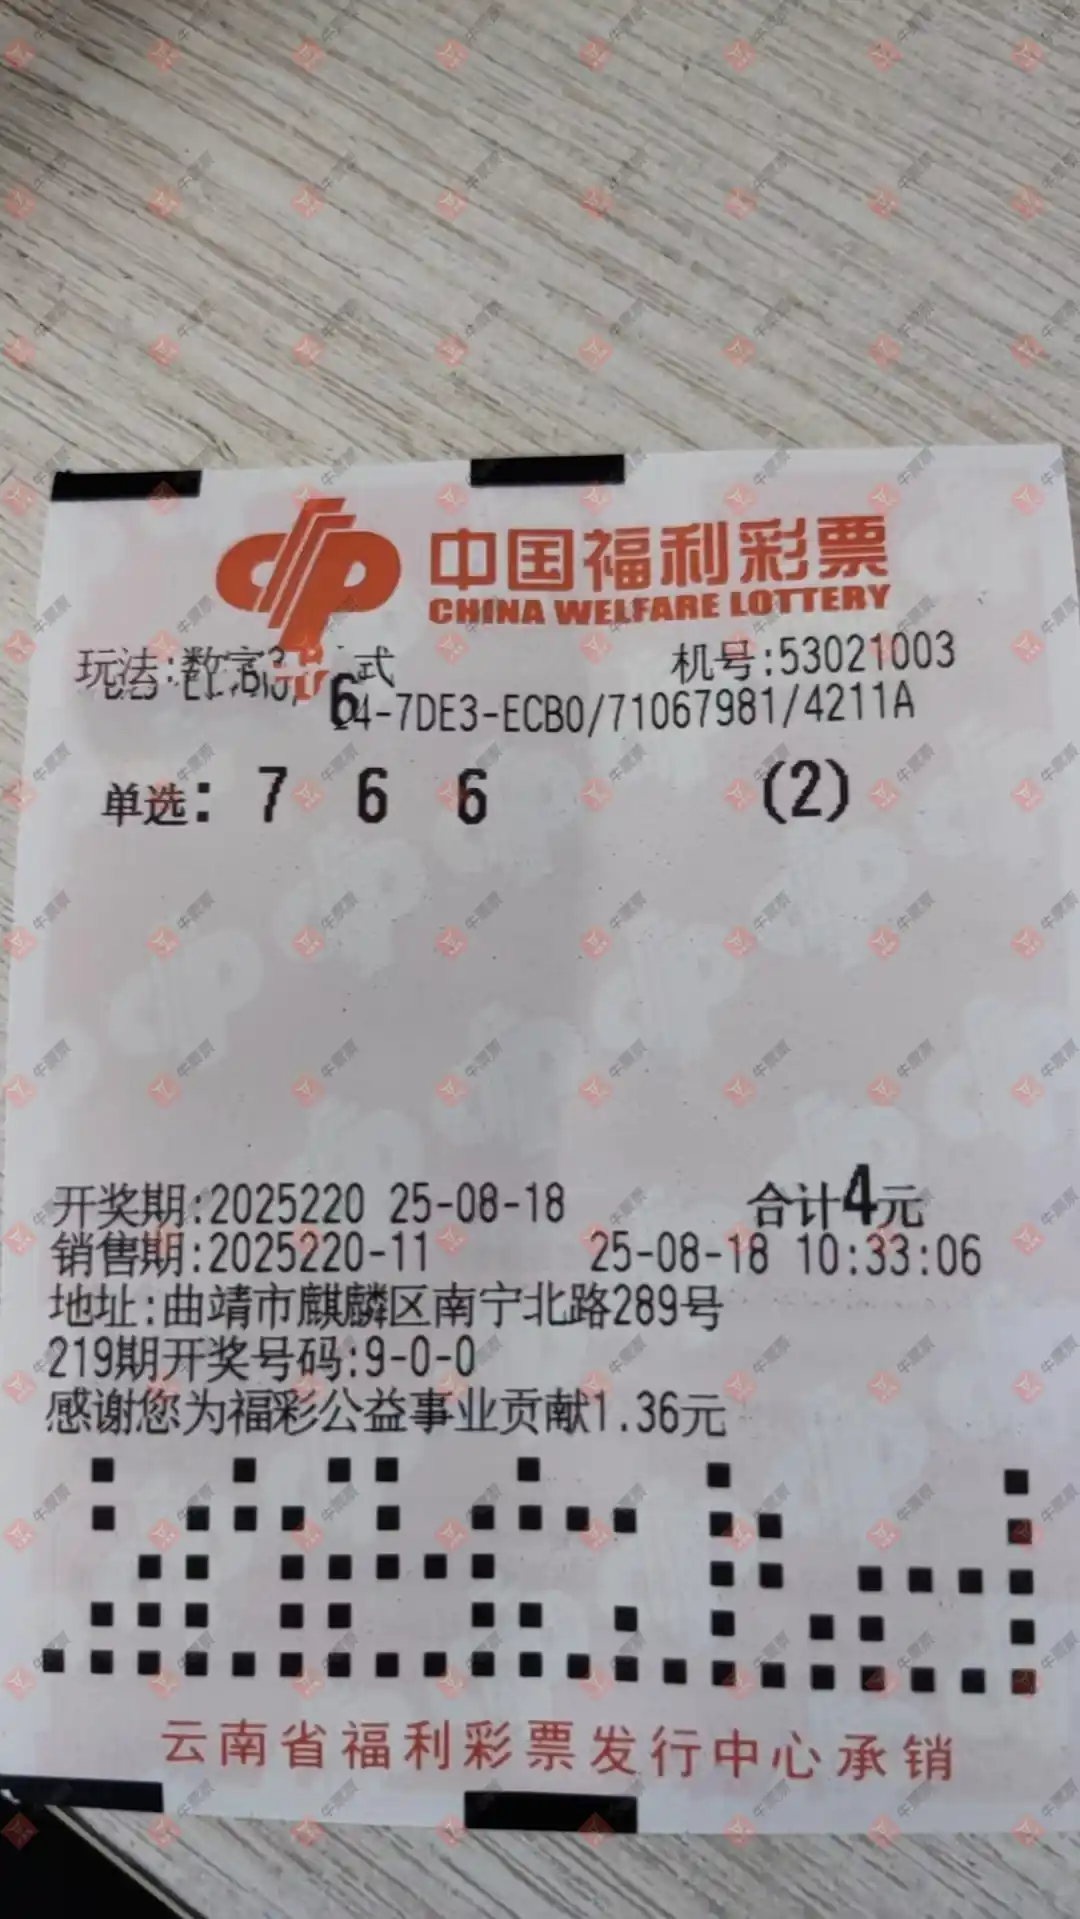 中国福利彩票
CHINA WELFARE LOTTERY
玩法:数字3 式 机号:53021003
4-7DE3-ECB0/71067981/4211A
单选: 7 6 6 (2)
开奖期:2025220 25-08-18 合计4元
销售期:2025220-11 25-08-18 10:33:06
地址:曲靖市麒麟区南宁北路289号
219期开奖号码:9-0-0
感谢您为福彩公益事业贡献1.36元
云南省福利彩票发行中心承销